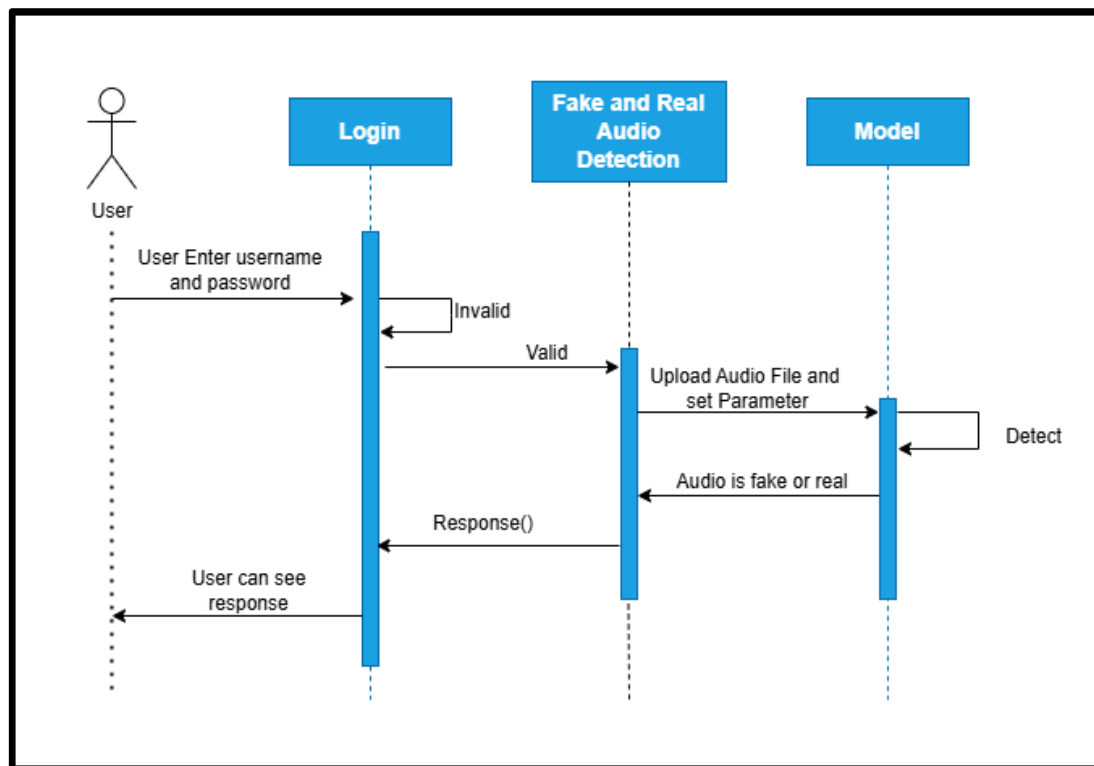 Login
Fake and Real
Audio
Detection
Model
User
User Enter username
and password
Invalid
Valid
Upload Audio File and
set Parameter
Detect
Audio is fake or real
Response()
User can see
response